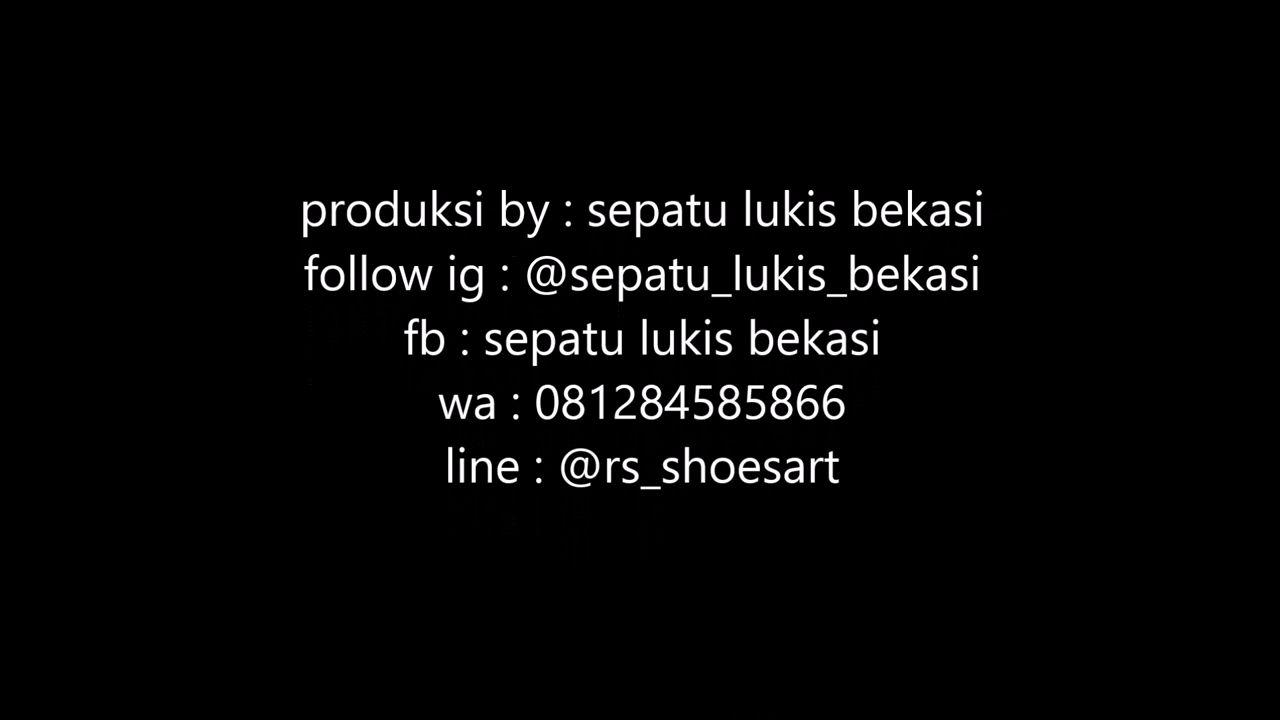 produksi by : sepatu lukis bekasi
follow ig : @sepatu_lukis_bekasi
fb : sepatu lukis bekasi
wa : 081284585866
line : @rs_shoesart